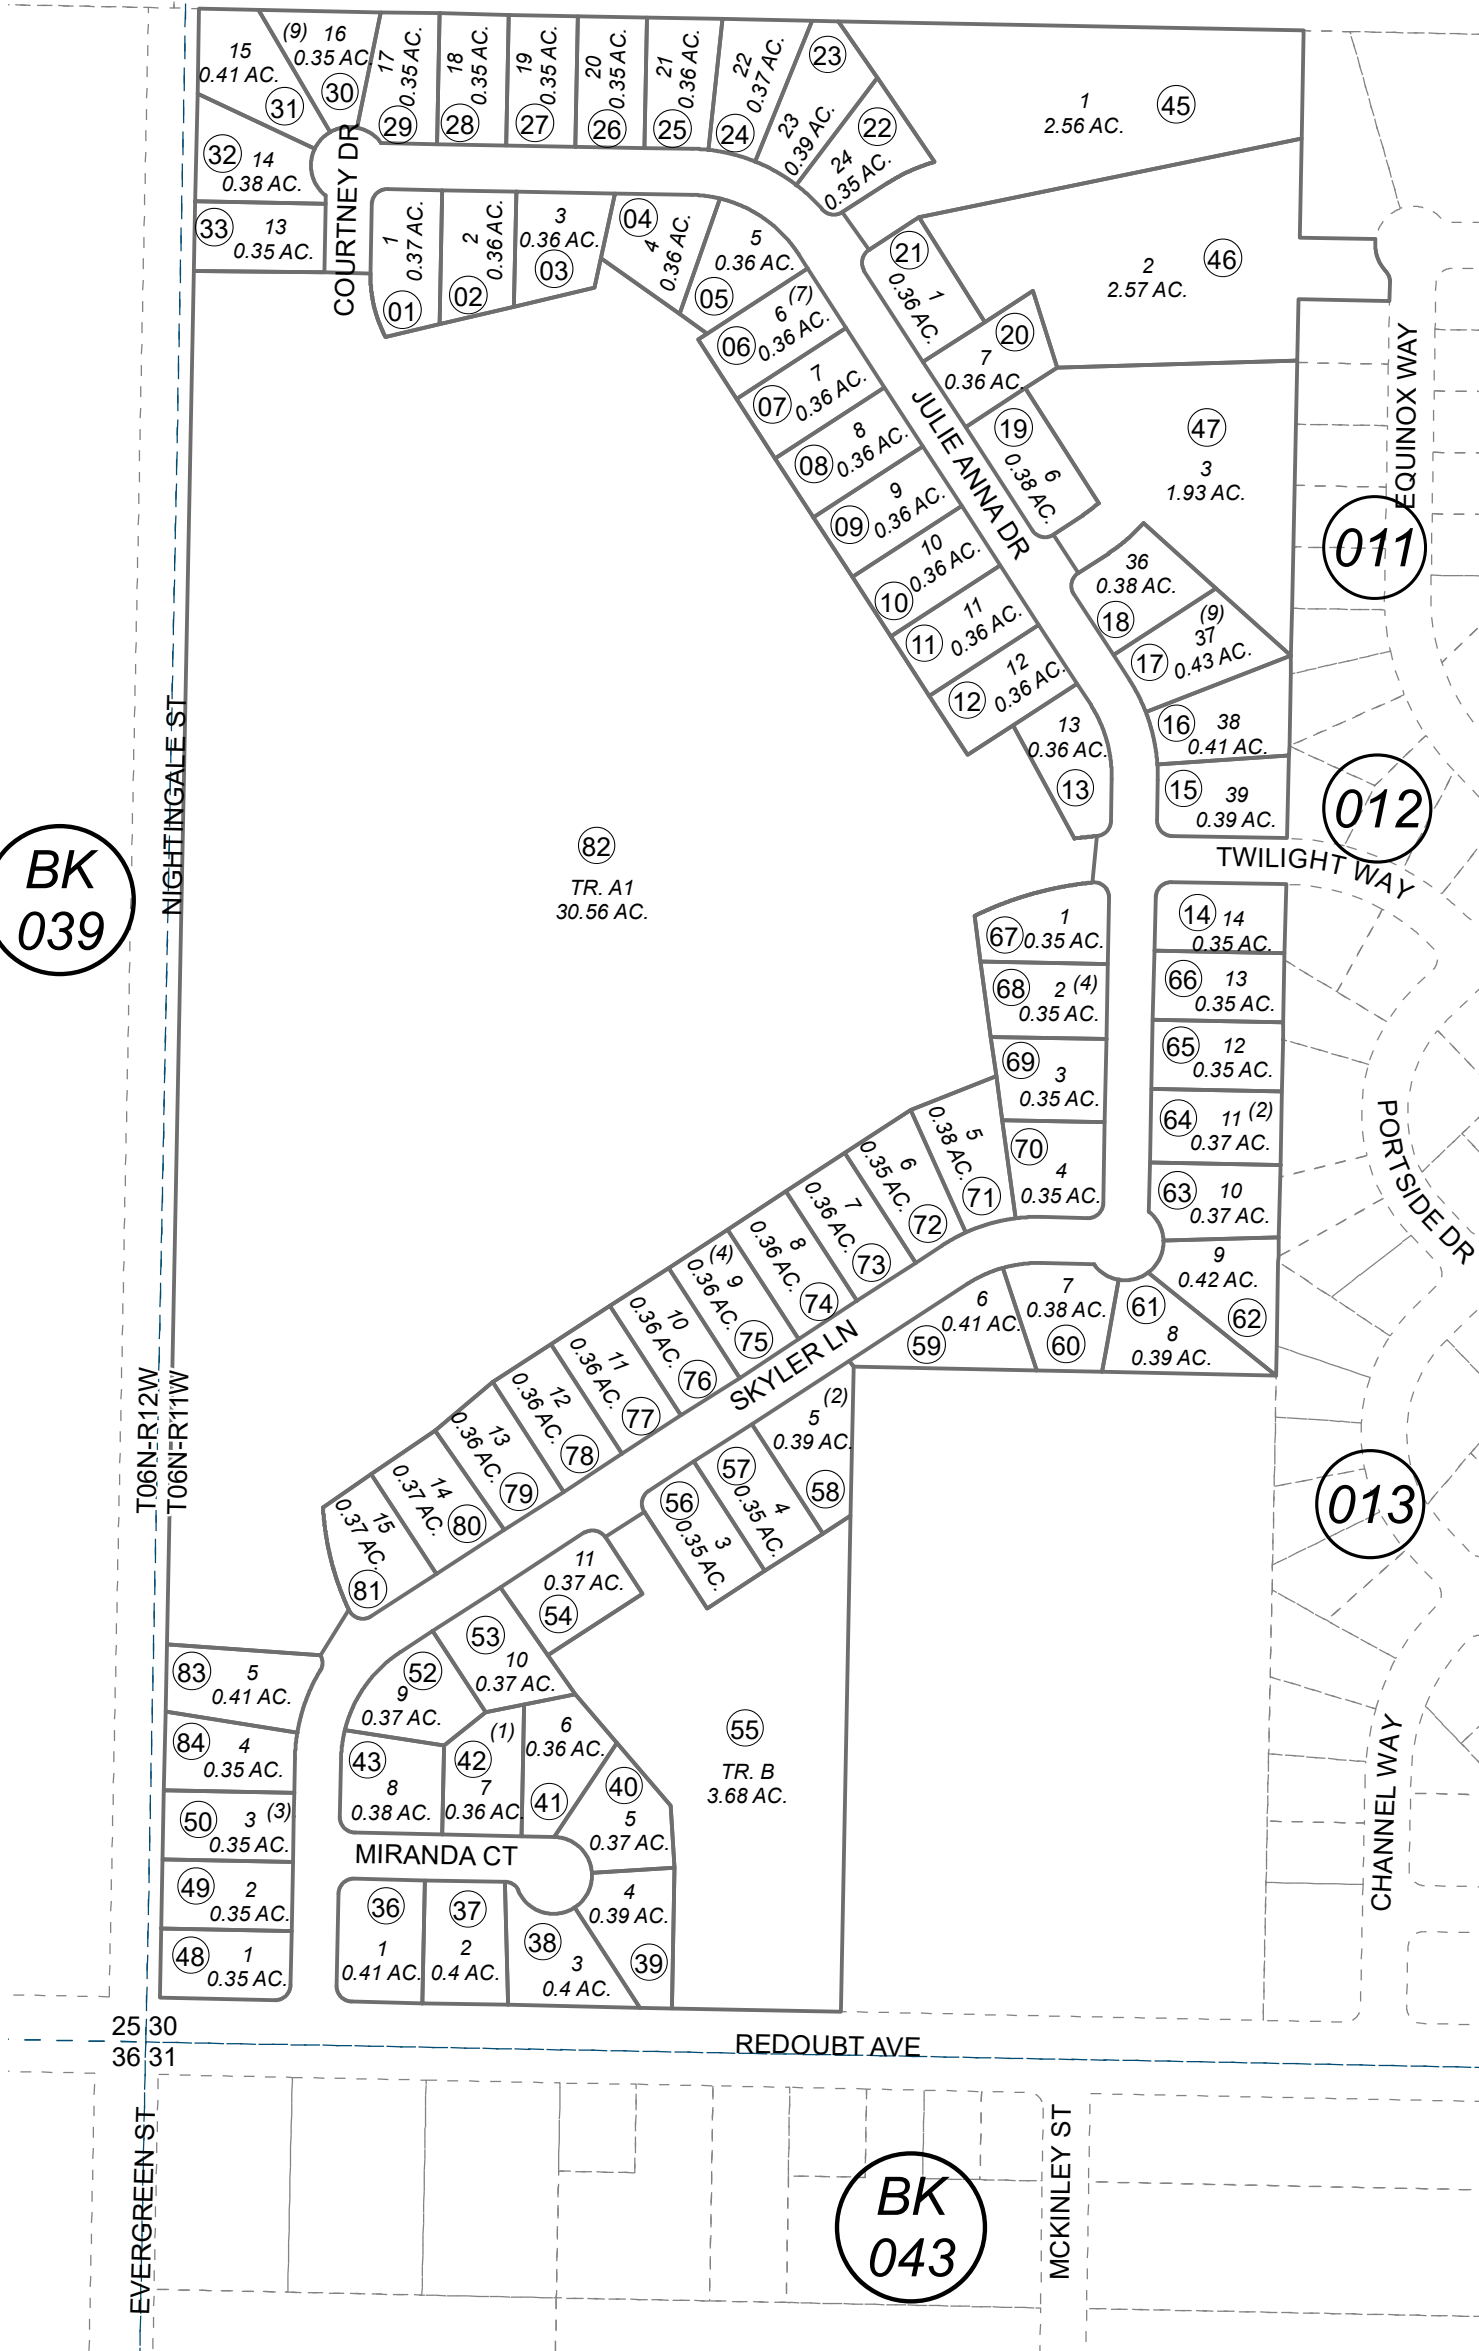 15
0.41 AC.
31
(9)
16
0.35 AC.
30
17
0.35 AC.
29
18
0.35 AC.
28
19
0.35 AC.
27
20
0.35 AC.
26
21
0.36 AC.
25
22
0.37 AC.
24
23
23
0.39 AC.
22
24
0.35 AC.
1
2.56 AC.
45
32
14
0.38 AC.
33
13
0.35 AC.
COURTNEY DR
1
0.37 AC.
01
2
0.36 AC.
02
3
0.36 AC.
03
04
4
0.36 AC.
5
0.36 AC.
05
21
1
0.36 AC.
2
2.57 AC.
46
6
(7)
0.36 AC.
06
20
7
0.36 AC.
7
0.36 AC.
07
JULIE ANNA DR
EQUINOX WAY
8
0.36 AC.
08
19
6
0.38 AC.
47
3
1.93 AC.
9
0.36 AC.
09
10
0.36 AC.
10
011
36
0.38 AC.
18
11
0.36 AC.
11
(9)
37
0.43 AC.
17
12
0.36 AC.
12
13
0.36 AC.
13
16
38
0.41 AC.
15
39
0.39 AC.
012
NIGHTINGALE ST
BK
039
82
TR. A1
30.56 AC.
TWILIGHT WAY
67
1
0.35 AC.
14
14
0.35 AC.
68
2
(4)
0.35 AC.
66
13
0.35 AC.
69
3
0.35 AC.
65
12
0.35 AC.
70
4
0.35 AC.
64
11
(2)
0.37 AC.
63
10
0.37 AC.
PORTSIDE DR
5
0.38 AC.
71
6
0.35 AC.
72
7
0.36 AC.
73
8
0.36 AC.
74
(4)
9
0.36 AC.
75
10
0.36 AC.
76
11
0.36 AC.
77
12
0.36 AC.
78
13
0.36 AC.
79
14
0.37 AC.
80
15
0.37 AC.
81
SKYLER LN
6
0.41 AC.
59
7
0.38 AC.
60
61
8
0.39 AC.
9
0.42 AC.
62
T06N-R12W
T06N-R11W
(2)
5
0.39 AC.
58
57
4
0.35 AC.
56
3
0.35 AC.
013
11
0.37 AC.
54
53
10
0.37 AC.
52
9
0.37 AC.
83
5
0.41 AC.
84
4
0.35 AC.
50
3
(3)
0.35 AC.
49
2
0.35 AC.
48
1
0.35 AC.
43
8
0.38 AC.
(1)
42
7
0.36 AC.
6
0.36 AC.
41
40
5
0.37 AC.
55
TR. B
3.68 AC.
MIRANDA CT
36
1
0.41 AC.
37
2
0.4 AC.
38
3
0.4 AC.
4
0.39 AC.
39
CHANNEL WAY
25
30
36
31
REDOUBT AVE
EVERGREEN ST
MCKINLEY ST
BK
043